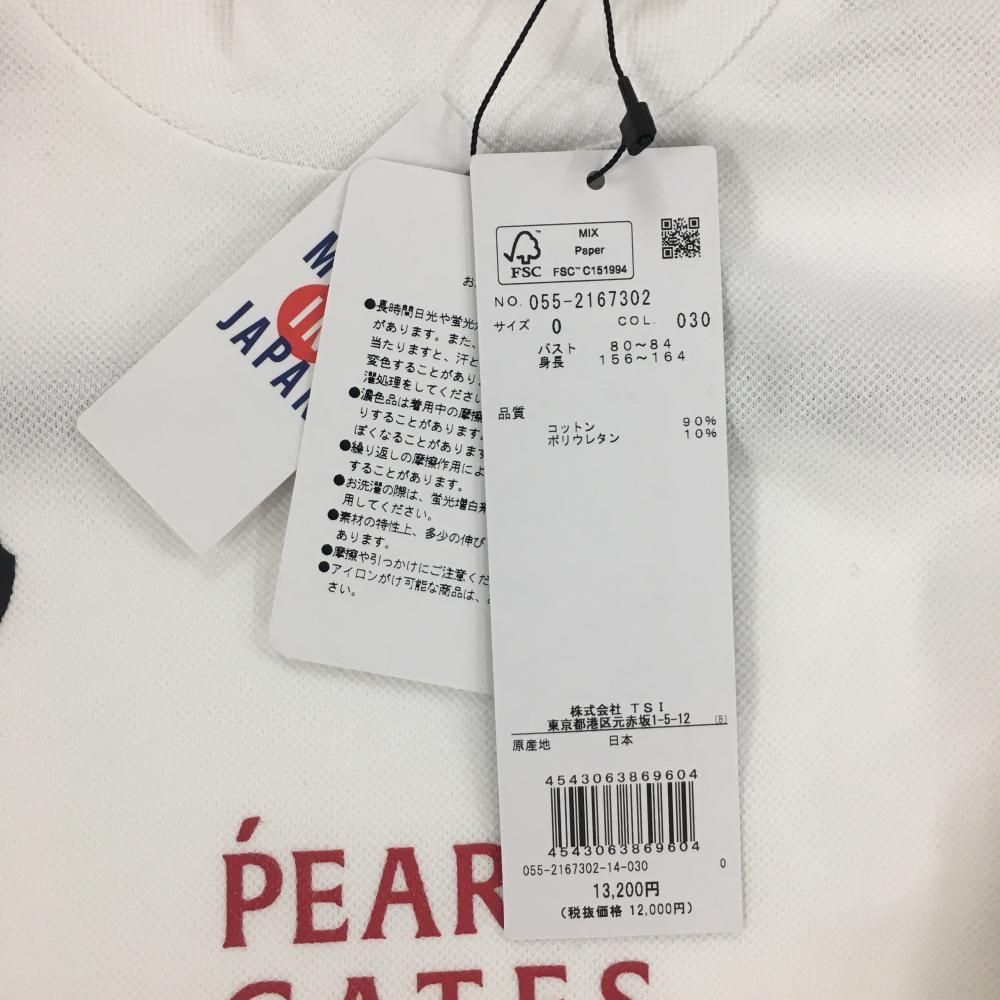 MIX
Paper
FSC™ C151994
FSC
NO. 055-2167302
サイズ 0 COL. 030
バスト 80～84
身長 156～164
品質
コットン 90%
ポリウレタン 10%
株式会社 TSI
東京都港区元赤坂1-5-12 (B)
原産地 日本
4543063869604
4543063869604
055-2167302-14-030 0
13,200円
(税抜価格 12,000円)
お
●長時間日光や蛍光
があります。また、
当たりますと、汗と
変色することがあり
濯処理をしてください
●濃色品は着用中の摩擦
りすることがあります。
ぽくなることがあります
●繰り返しの摩擦作用によ
することがあります。
●お洗濯の際は、蛍光増白剤
用してください。
●素材の特性上、多少の伸び
あります。
●摩擦や引っかけにご注意くだ
●アイロンがけ可能な商品は、
さい。
M
IN
JAPAN
PEAR
GATES